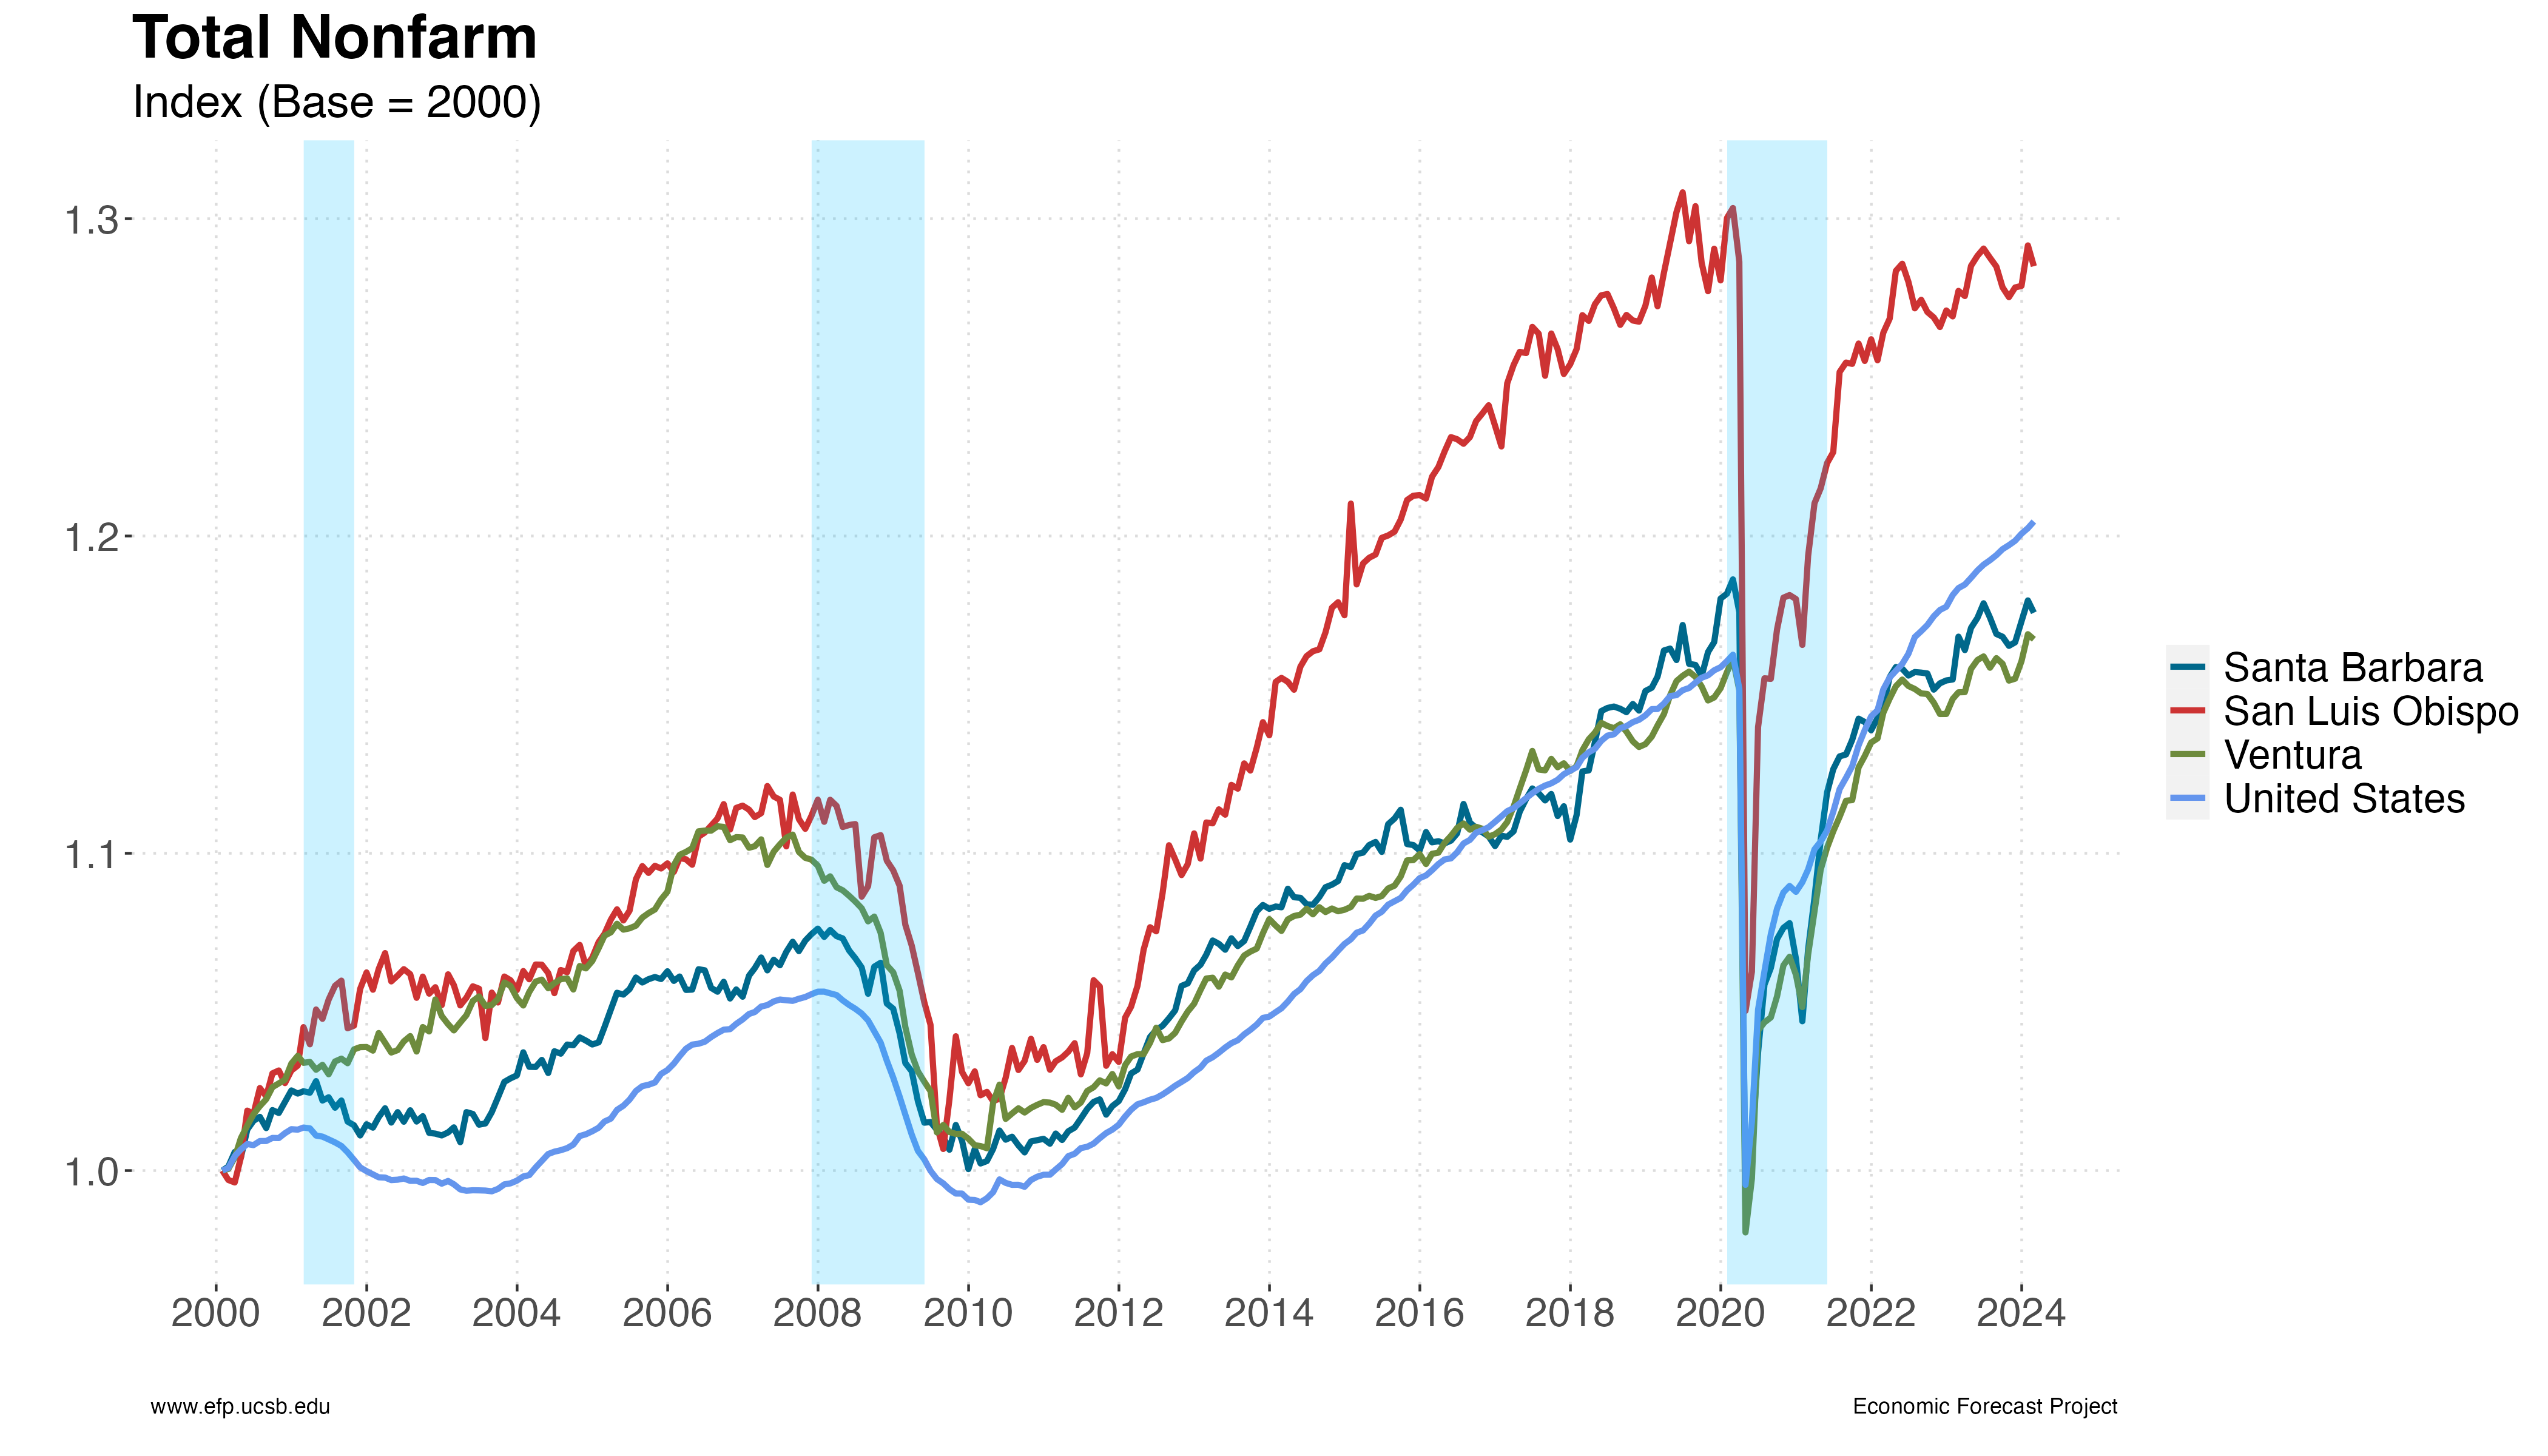 Total Nonfarm
Index (Base = 2000)
1.3
1.2
1.1
1.0
2000 2002 2004 2006 2008 2010 2012 2014 2016 2018 2020 2022 2024
Santa Barbara
San Luis Obispo
Ventura
United States
www.efp.ucsb.edu
Economic Forecast Project